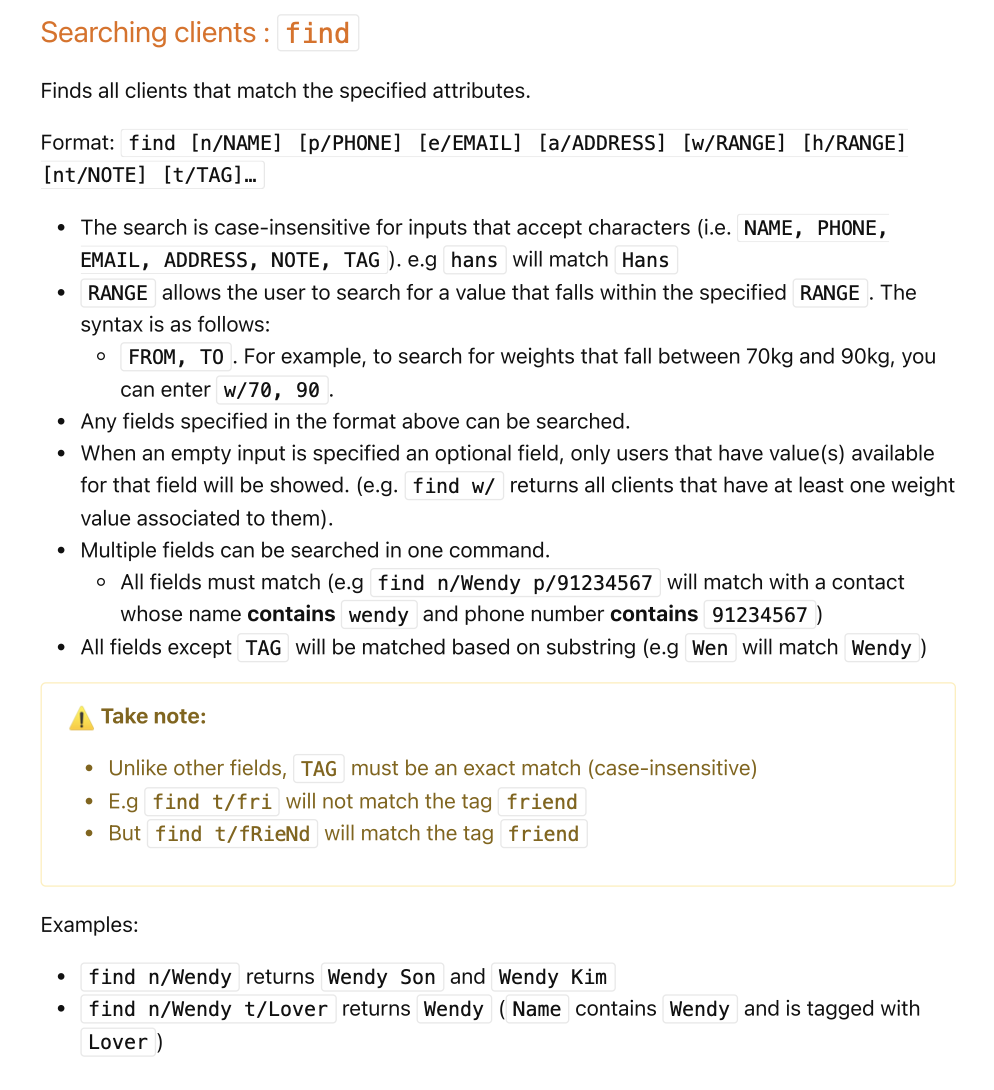 Searching clients : find
Finds all clients that match the specified attributes.
Format: find [n/NAME] [p/PHONE] [e/EMAIL] [a/ADDRESS] [w/RANGE] [h/RANGE]
[nt/NOTE] [t/TAG]…
• The search is case-insensitive for inputs that accept characters (i.e. NAME, PHONE,
EMAIL, ADDRESS, NOTE, TAG ). e.g hans will match Hans
• RANGE allows the user to search for a value that falls within the specified RANGE . The
syntax is as follows:
◦ FROM, TO . For example, to search for weights that fall between 70kg and 90kg, you
can enter w/70, 90 .
• Any fields specified in the format above can be searched.
• When an empty input is specified an optional field, only users that have value(s) available
for that field will be showed. (e.g. find w/ returns all clients that have at least one weight
value associated to them).
• Multiple fields can be searched in one command.
◦ All fields must match (e.g find n/Wendy p/91234567 will match with a contact
whose name contains wendy and phone number contains 91234567 )
• All fields except TAG will be matched based on substring (e.g Wen will match Wendy )
⚠️ Take note:
• Unlike other fields, TAG must be an exact match (case-insensitive)
• E.g find t/fri will not match the tag friend
• But find t/fRieNd will match the tag friend
Examples:
• find n/Wendy returns Wendy Son and Wendy Kim
• find n/Wendy t/Lover returns Wendy ( Name contains Wendy and is tagged with
Lover )